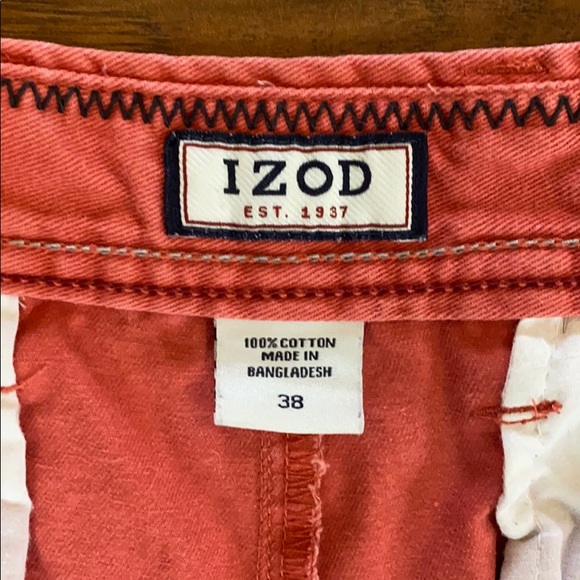 IZOD
EST. 1937
100% COTTON
MADE IN
BANGLADESH
38